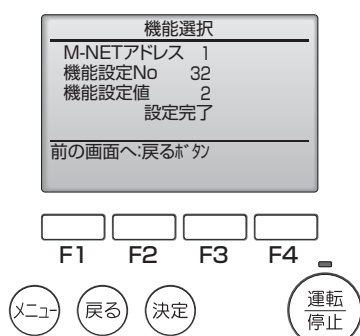 機能選択
M-NETアドレス 1
機能設定No 32
機能設定値 2
設定完了
前の画面へ:戻るボタン
F1 F2 F3 F4
メニュー 戻る 決定 運転
停止